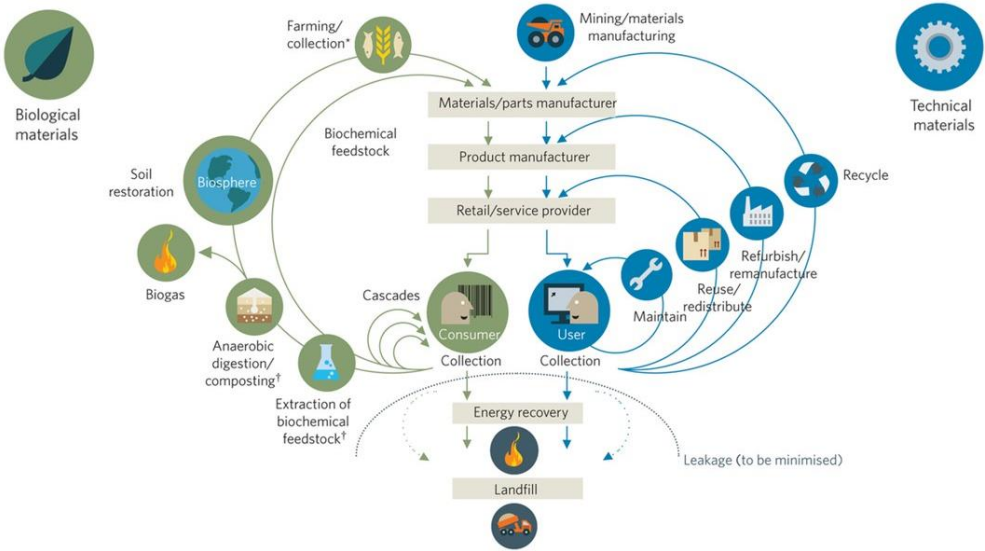 Farming/
collection*
Mining/materials
manufacturing
Biological
materials
Technical
materials
Materials/parts manufacturer
Biochemical
feedstock
Product manufacturer
Soil
restoration
Biosphere
Recycle
Retail/service provider
Refurbish/
remanufacture
Biogas
Reuse/
redistribute
Cascades
Maintain
Consumer
User
Anaerobic
digestion/
composting†
Collection
Collection
Extraction of
biochemical
feedstock†
Energy recovery
Leakage (to be minimised)
Landfill